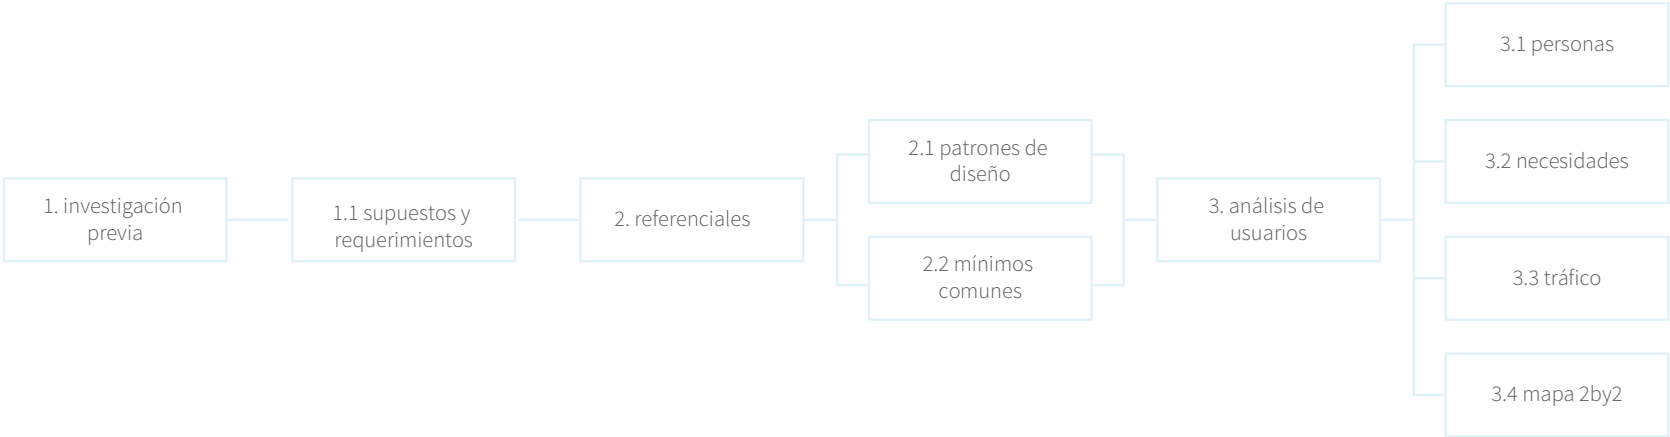 1. investigación
previa
1.1 supuestos y
requerimientos
2. referenciales
2.1 patrones de
diseño
2.2 mínimos
comunes
3. análisis de
usuarios
3.1 personas
3.2 necesidades
3.3 tráfico
3.4 mapa 2by2